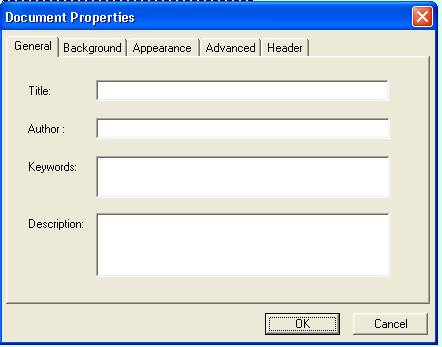 Document Properties
General Background Appearance Advanced Header
Title:
Author :
Keywords:
Description:
OK Cancel